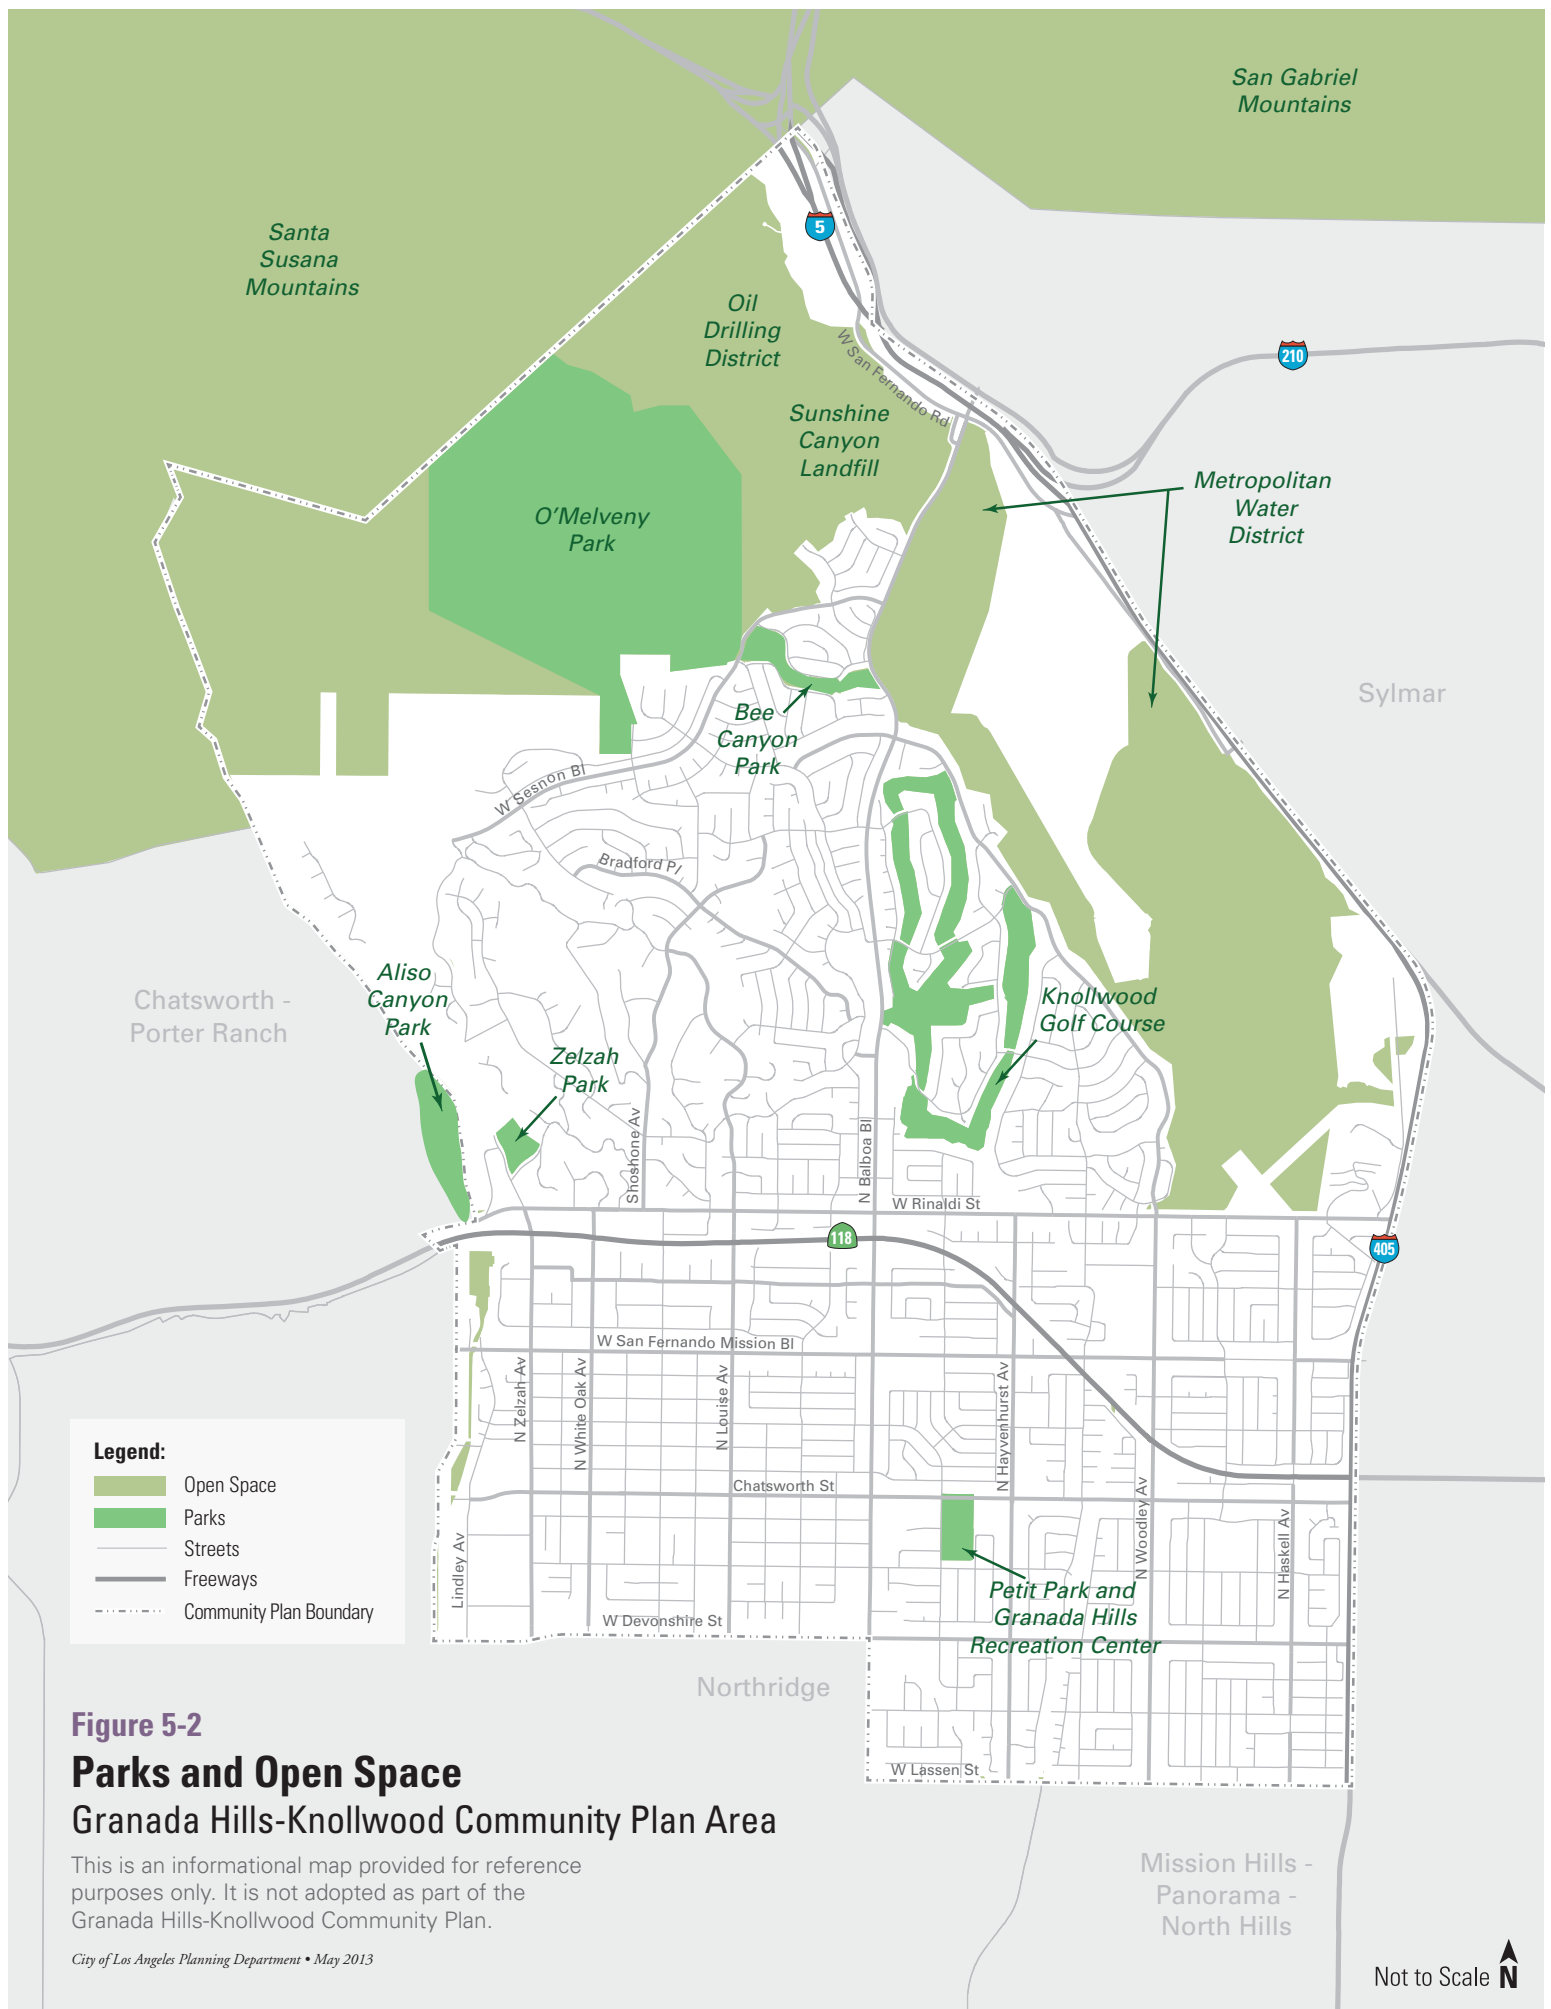 San Gabriel
Mountains
Santa
Susana
Mountains
5
Oil
Drilling
District
W San Fernando Rd
210
Sunshine
Canyon
Landfill
Metropolitan
Water
District
O'Melveny
Park
Sylmar
Bee
Canyon
Park
W Sesnon Bl
Bradford Pl
Aliso
Canyon
Park
Chatsworth -
Porter Ranch
Knollwood
Golf Course
Zelzah
Park
Shoshone Av
N Balboa Bl
W Rinaldi St
118
405
W San Fernando Mission Bl
N Zelzah Av
N White Oak Av
N Louise Av
N Hayvenhurst Av
Chatsworth St
N Woodley Av
N Haskell Av
Lindley Av
Legend:
Open Space
Parks
Streets
Freeways
Community Plan Boundary
Petit Park and
Granada Hills
Recreation Center
W Devonshire St
Northridge
W Lassen St
Figure 5-2
Parks and Open Space
Granada Hills-Knollwood Community Plan Area
This is an informational map provided for reference
purposes only. It is not adopted as part of the
Granada Hills-Knollwood Community Plan.
City of Los Angeles Planning Department • May 2013
Mission Hills -
Panorama -
North Hills
Not to Scale N